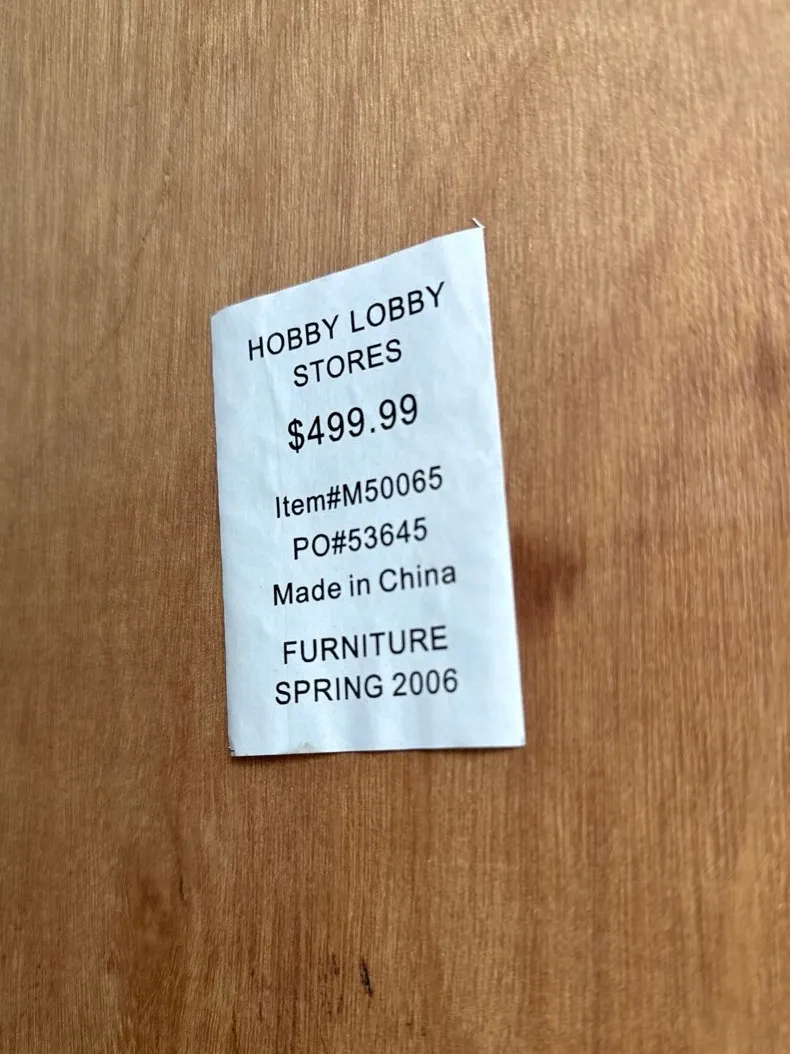 HOBBY LOBBY
STORES
$499.99
Item#M50065
PO#53645
Made in China
FURNITURE
SPRING 2006